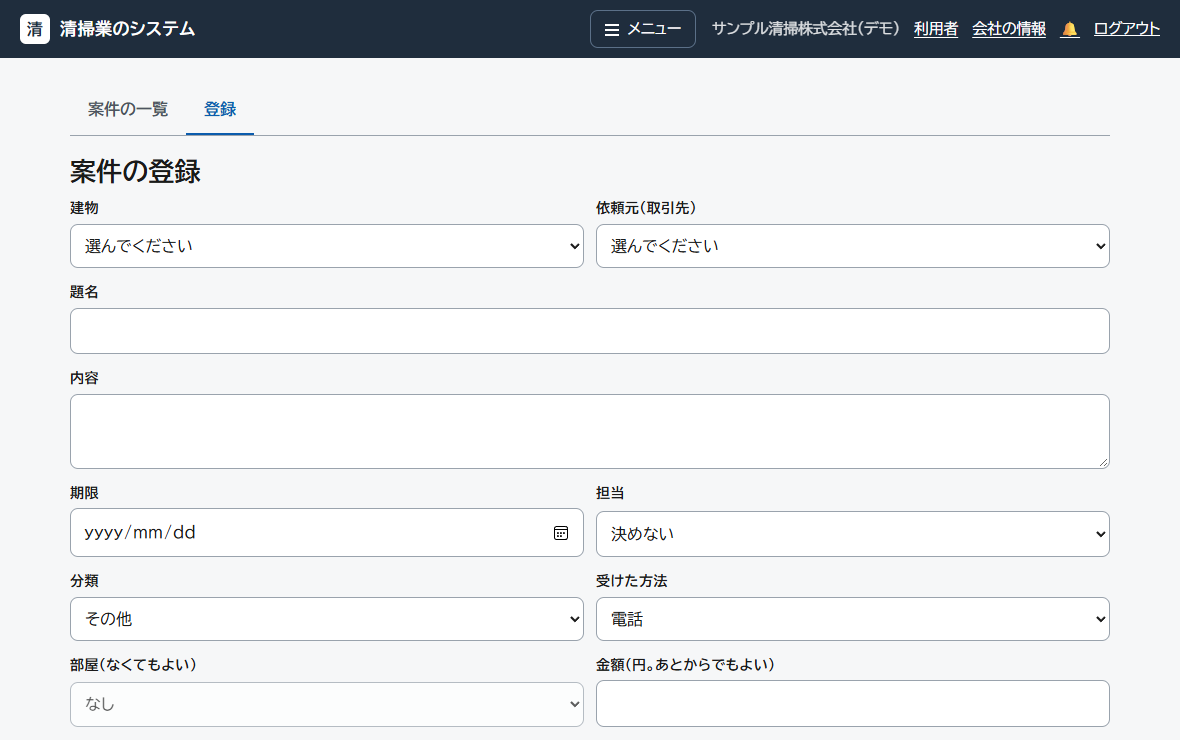 清 清掃業のシステム メニュー サンプル清掃株式会社(デモ) 利用者 会社の情報 ログアウト
案件の一覧 登録
案件の登録
建物 依頼元(取引先)
選んでください 選んでください
題名
内容
期限 担当
yyyy/mm/dd 決めない
分類 受けた方法
その他 電話
部屋(なくてもよい) 金額(円。あとからでもよい)
なし